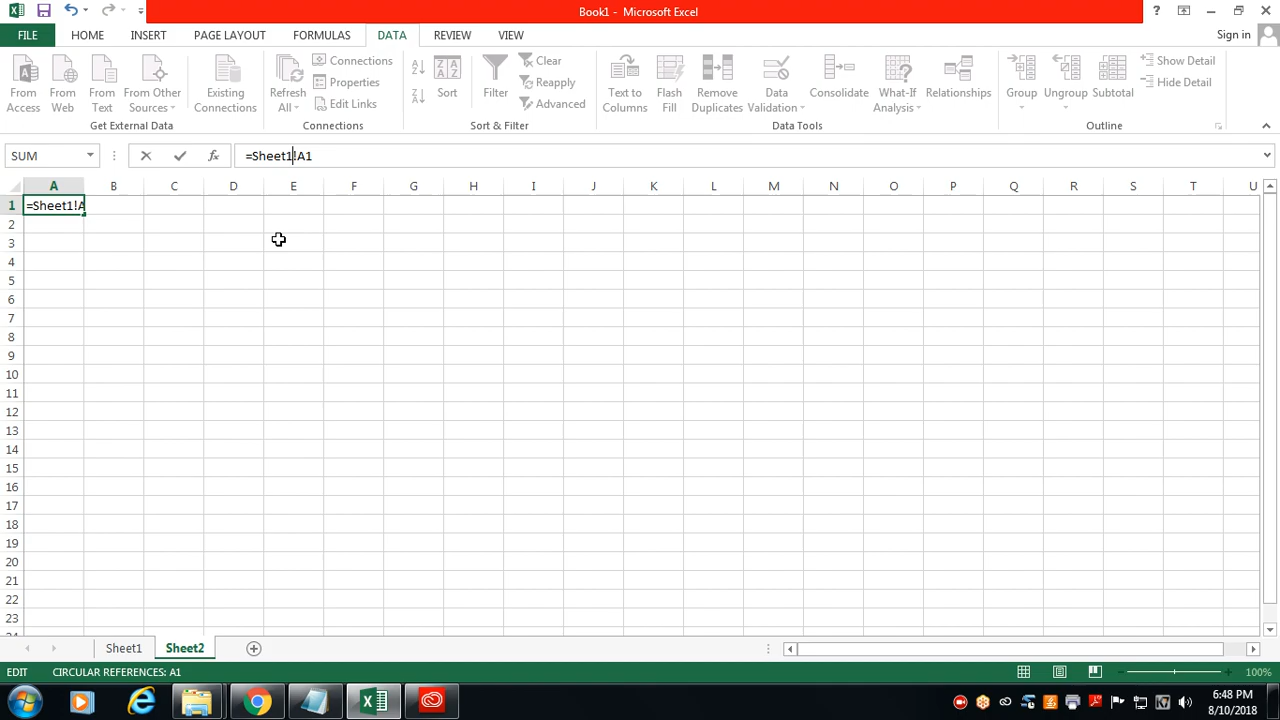 Book1 - Microsoft Excel
?
FILE HOME INSERT PAGE LAYOUT FORMULAS DATA REVIEW VIEW Sign in
From Access
From Web
From Text
From Other Sources
Existing Connections
Get External Data
Refresh All
Connections
Properties
Edit Links
Connections
Sort
Filter
Clear
Reapply
Advanced
Sort & Filter
Text to Columns
Flash Fill
Remove Duplicates
Data Validation
Consolidate
What-If Analysis
Relationships
Data Tools
Group
Ungroup
Subtotal
Show Detail
Hide Detail
Outline
SUM fx =Sheet1!A1
A B C D E F G H I J K L M N O P Q R S T U
1 =Sheet1!A
2
3
4
5
6
7
8
9
10
11
12
13
14
15
16
17
18
19
20
21
22
23
Sheet1 Sheet2
EDIT CIRCULAR REFERENCES: A1 100%
6:48 PM
8/10/2018